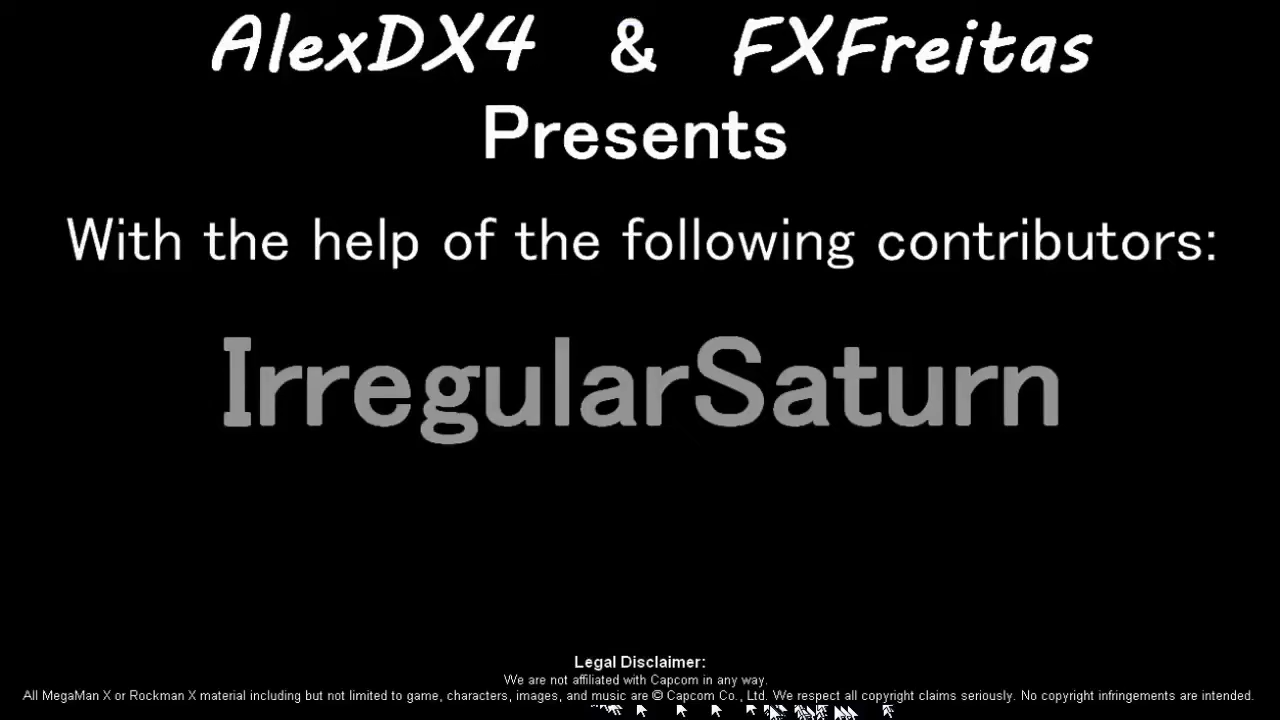 AlexDX4 & FXFreitas
Presents
With the help of the following contributors:
IrregularSaturn
Legal Disclaimer:
We are not affiliated with Capcom in any way.
All MegaMan X or Rockman X material including but not limited to game, characters, images, and music are © Capcom Co., Ltd. We respect all copyright claims seriously. No copyright infringements are intended.